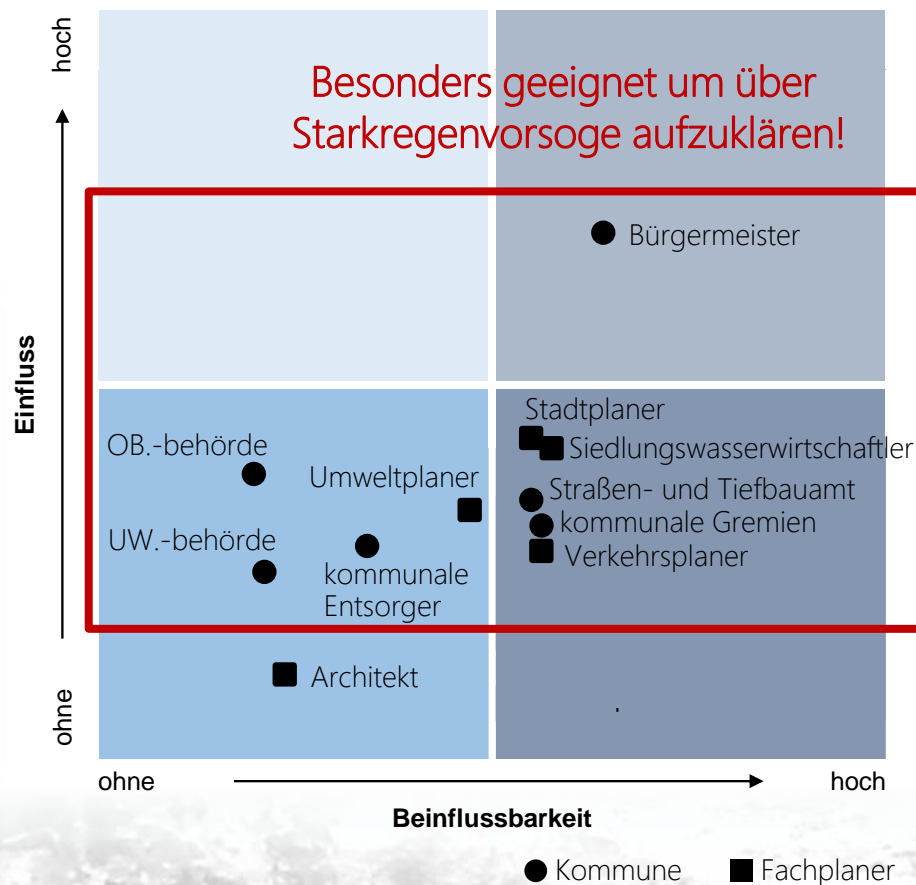 hoch
Besonders geeignet um über
Starkregenvorsoge aufzuklären!
Bürgermeister
Einfluss
Stadtplaner
Siedlungswasserwirtschaftler
OB.-behörde
Umweltplaner
Straßen- und Tiefbauamt
kommunale Gremien
UW.-behörde
Verkehrsplaner
kommunale
Entsorger
Architekt
ohne
ohne
hoch
Beinflussbarkeit
Kommune
Fachplaner